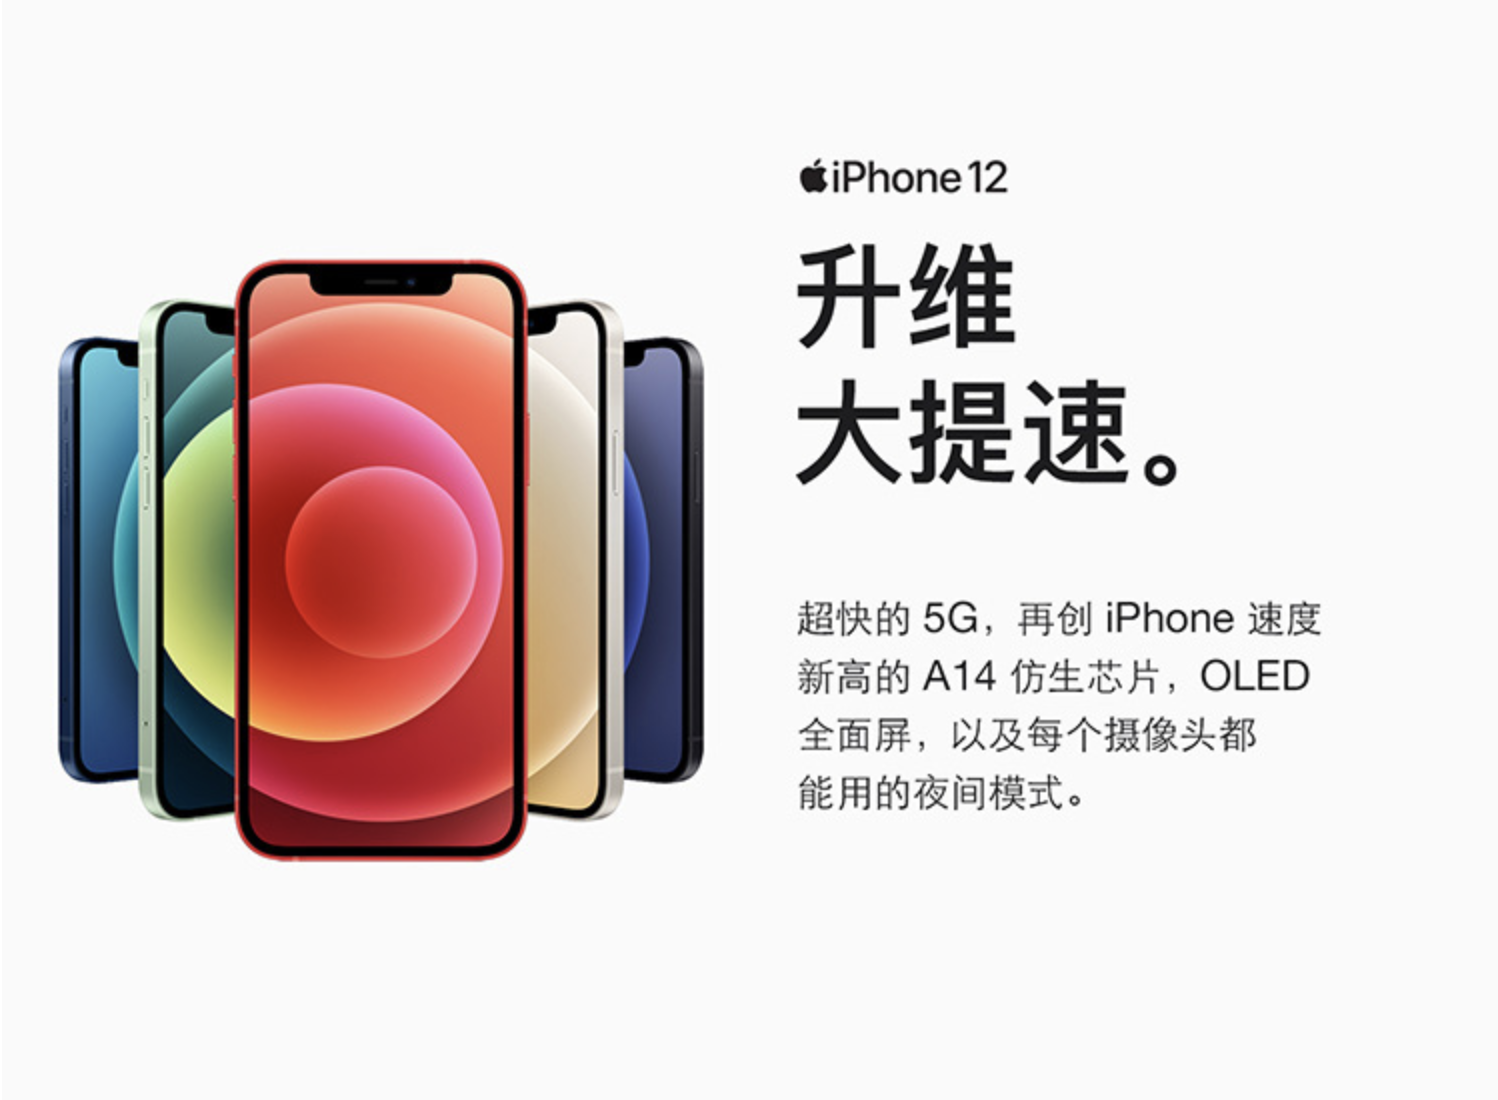 iPhone 12
升维
大提速。
超快的 5G，再创 iPhone 速度
新高的 A14 仿生芯片，OLED
全面屏，以及每个摄像头都
能用的夜间模式。